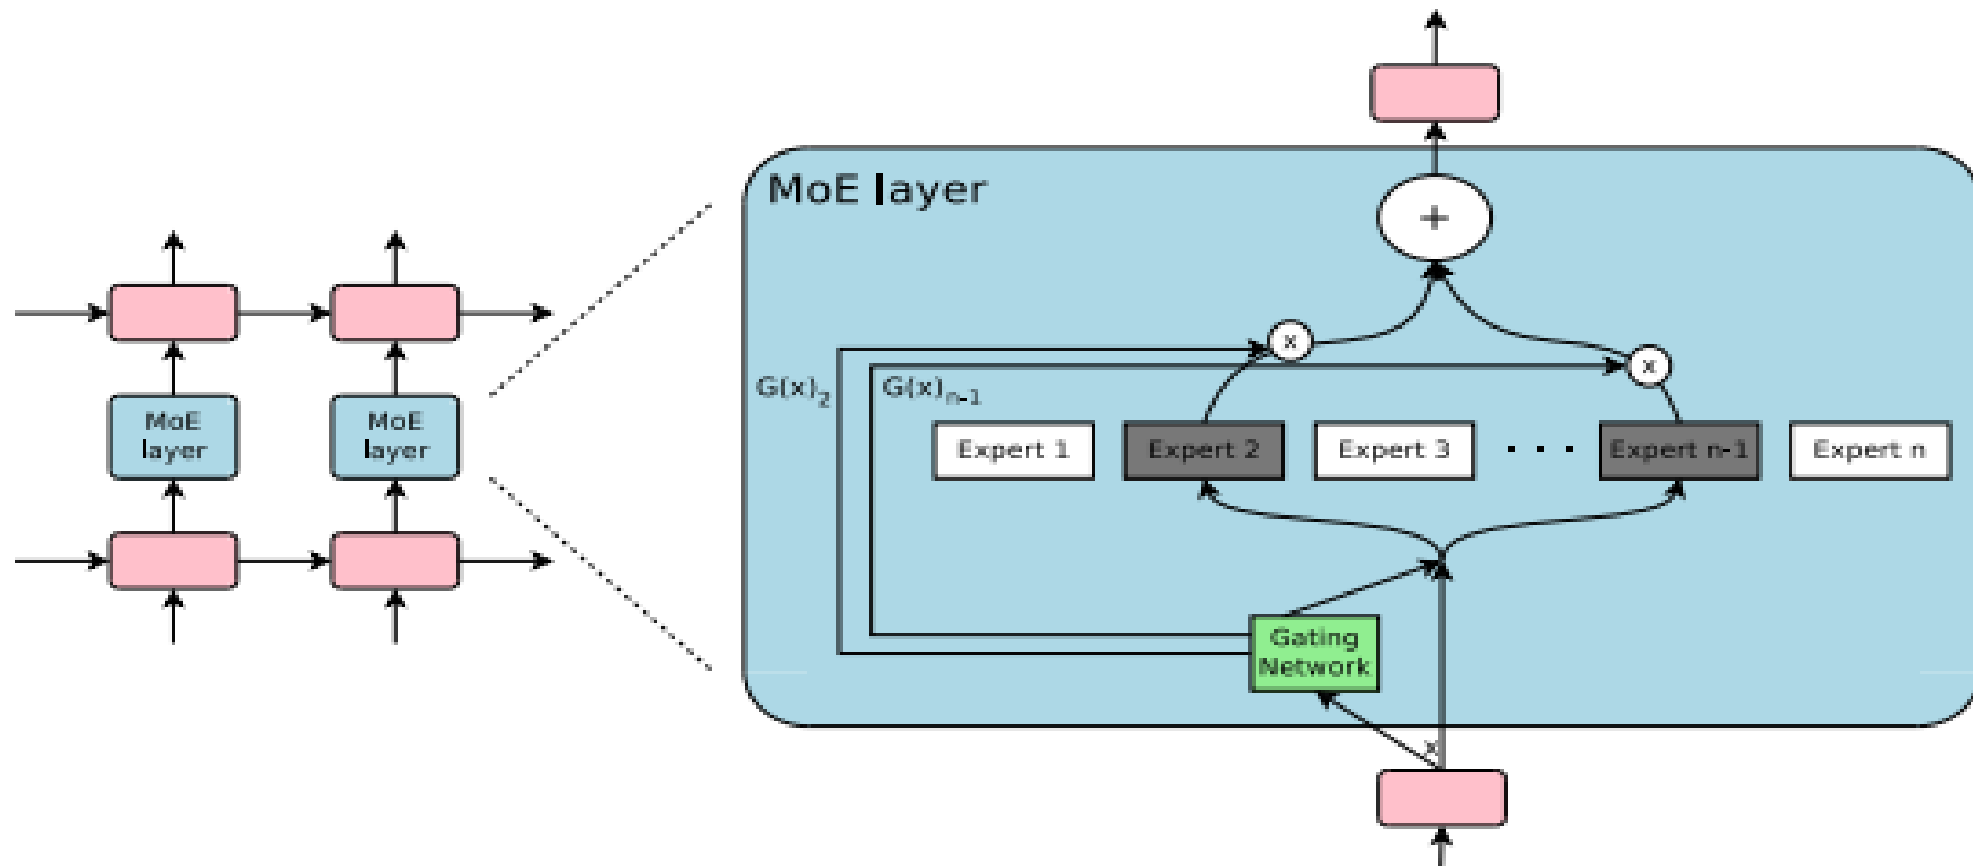 MoE
layer
MoE
layer
MoE layer
+
x
x
G(x)2
G(x)n-1
Expert 1
Expert 2
Expert 3
. . .
Expert n-1
Expert n
Gating
Network
x